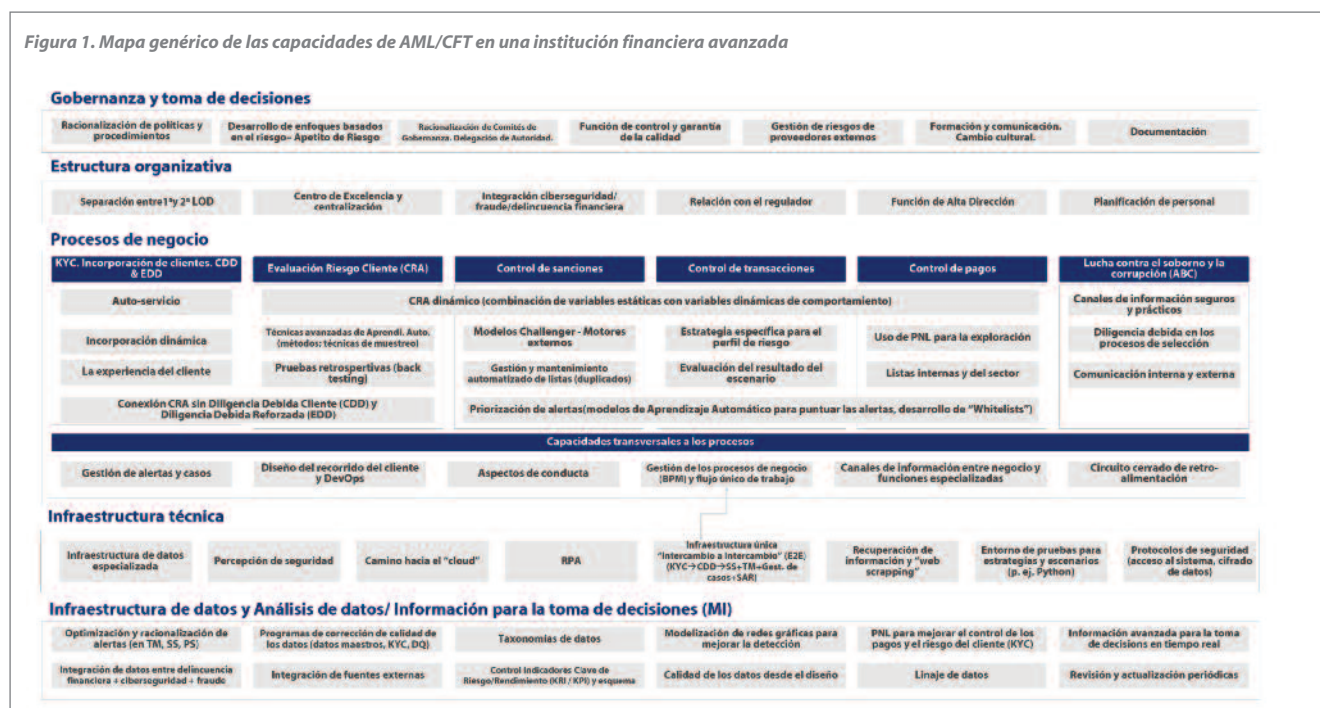 Figura 1. Mapa genérico de las capacidades de AML/CFT en una institución financiera avanzada
Gobernanza y toma de decisiones
Racionalización de políticas y
procedimientos
Desarrollo de enfoques basados
en el riesgo– Apetito de Riesgo
Racionalización de Comités de
Gobernanza. Delegación de Autoridad.
Función de control y garantía
de la calidad
Gestión de riesgos de
proveedores externos
Formación y comunicación.
Cambio cultural.
Documentación
Estructura organizativa
Separación entre1ªy 2ª LOD
Centro de Excelencia y
centralización
Integración ciberseguridad/
fraude/delincuencia financiera
Relación con el regulador
Función de Alta Dirección
Planificación de personal
Procesos de negocio
KYC. Incorporación de clientes. CDD
& EDD
Evaluación Riesgo Cliente (CRA)
Control de sanciones
Control de transacciones
Control de pagos
Lucha contra el soborno y la
corrupción (ABC)
Auto-servicio
CRA dinámico (combinación de variables estáticas con variables dinámicas de comportamiento)
Canales de información seguros
y prácticos
Incorporación dinámica
Técnicas avanzadas de Aprendi. Auto.
(métodos: técnicas de muestreo)
Modelos Challenger - Motores
externos
Estrategia específica para el
perfil de riesgo
Uso de PNL para la exploración
Diligencia debida en los
procesos de selección
La experiencia del cliente
Pruebas retrospertivas (back
testing)
Gestión y mantenimiento
automatizado de listas (duplicados)
Evaluación del resultado del
escenario
Listas internas y del sector
Comunicación interna y externa
Conexión CRA sin Diligencia Debida Cliente (CDD) y
Diligencia Debida Reforzada (EDD)
Priorización de alertas(modelos de Aprendizaje Automático para puntuar las alertas, desarrollo de “Whitelists”)
Capacidades transversales a los procesos
Gestión de alertas y casos
Diseño del recorrido del cliente
y DevOps
Aspectos de conducta
Gestión de los procesos de negocio
(BPM) y flujo único de trabajo
Canales de información entre negocio y
funciones especializadas
Circuito cerrado de retro-
alimentación
Infraestructura técnica
Infraestructura de datos
especializada
Percepción de seguridad
Camino hacia el “cloud”
RPA
Infraestructura única
“Intercambio a Intercambio” (E2E)
(KYC→CDD→SS+TM+Gest. de
casos<SAR)
Recuperación de
información y “web
scrapping”
Entorno de pruebas para
estrategias y escenarios
(p. ej. Python)
Protocolos de seguridad
(acceso al sistema, cifrado
de datos)
Infraestructura de datos y Análisis de datos/ Información para la toma de decisiones (MI)
Optimización y racionalización de
alertas (en TM, SS, PS)
Programas de corrección de calidad de
los datos (datos maestros, KYC, DQ)
Taxonomías de datos
Modelización de redes gráficas para
mejorar la detección
PNL para mejorar el control de los
pagos y el riesgo del cliente (KYC)
Información avanzada para la toma
de decisions en tiempo real
Integración de datos entre delincuencia
financiera + ciberseguridad + fraude
Integración de fuentes externas
Control Indicadores Clave de
Riesgo/Rendimiento (KRI / KPI) y esquema
Calidad de los datos desde el diseño
Linaje de datos
Revisión y actualización periódicas